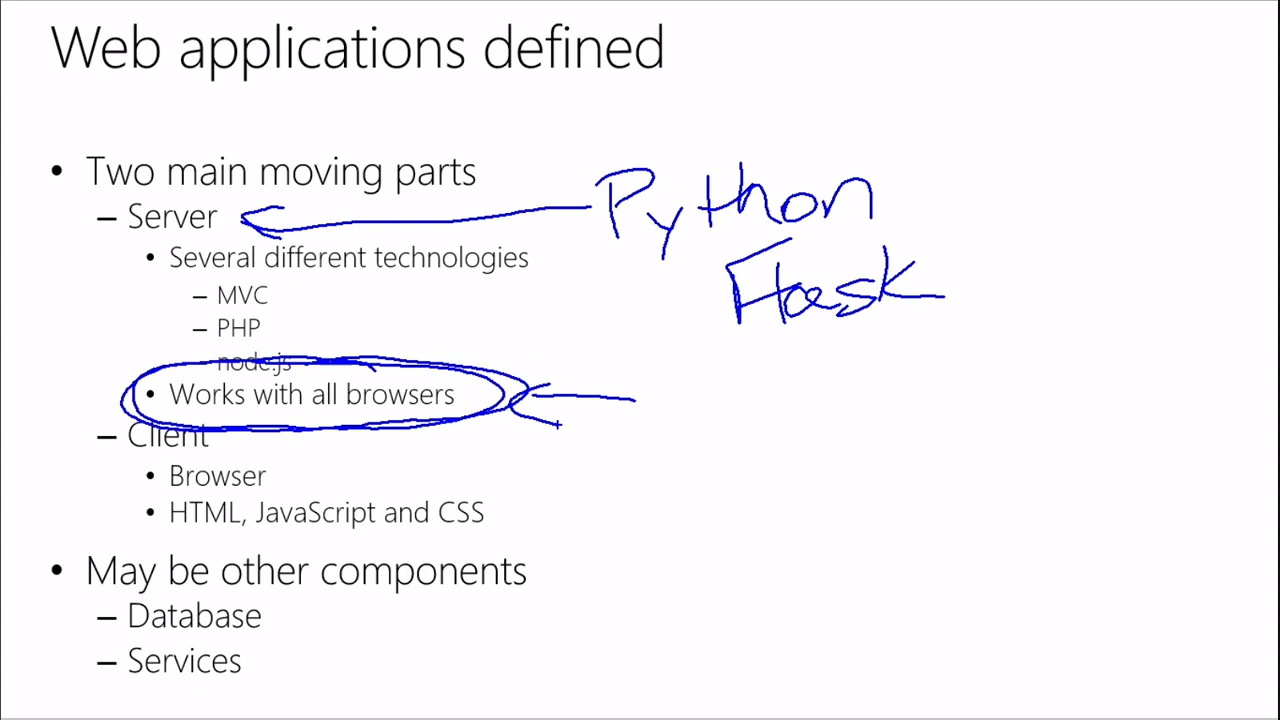 Web applications defined
• Two main moving parts
– Server
Python
• Several different technologies
Flask
– MVC
– PHP
node.js
• Works with all browsers
– Client
• Browser
• HTML, JavaScript and CSS
• May be other components
– Database
– Services